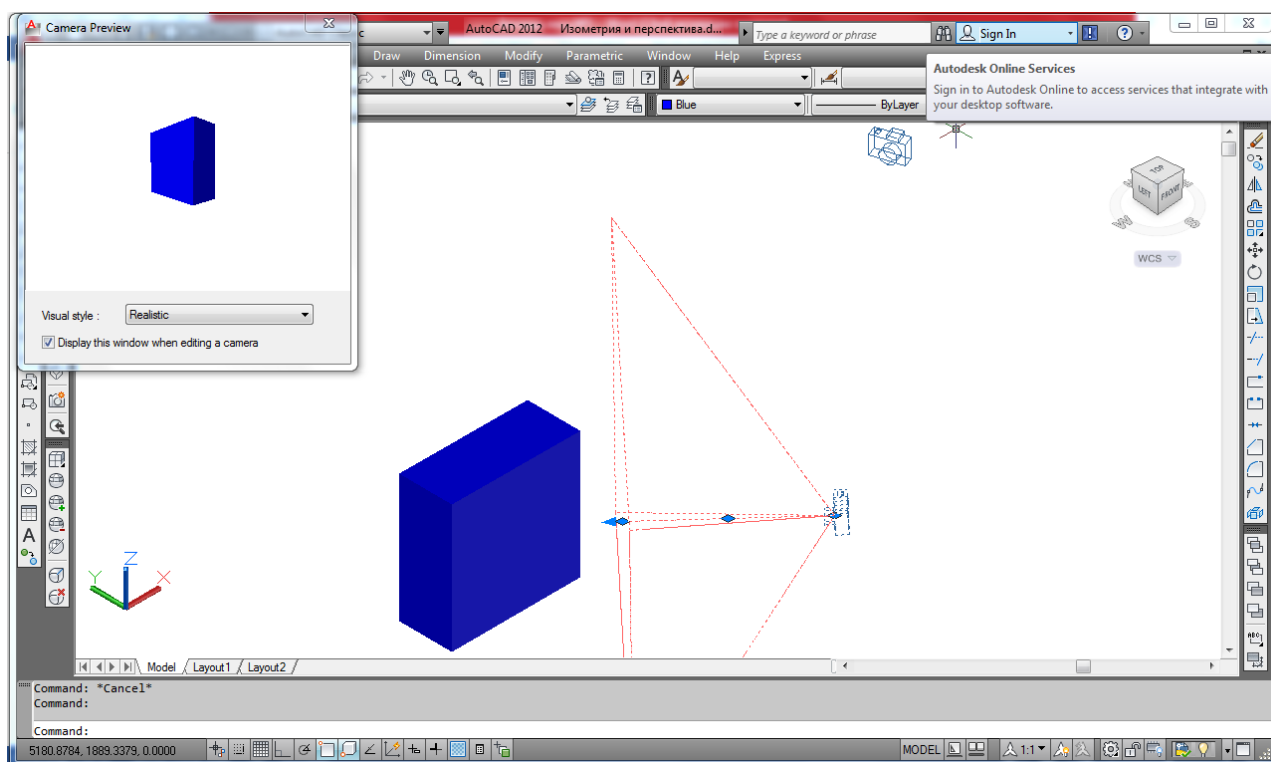 Camera Preview
AutoCAD 2012 Изометрия и перспектива.d...
Type a keyword or phrase
Sign In
Draw Dimension Modify Parametric Window Help Express
Blue
ByLayer
Autodesk Online Services
Sign in to Autodesk Online to access services that integrate with
your desktop software.
Visual style :
Realistic
Display this window when editing a camera
TOP
LEFT
FRONT
W
S
WCS
Z
Y
X
A
Model
Layout1
Layout2
Command: *Cancel*
Command:
Command:
5180.8784, 1889.3379, 0.0000
MODEL
1:1